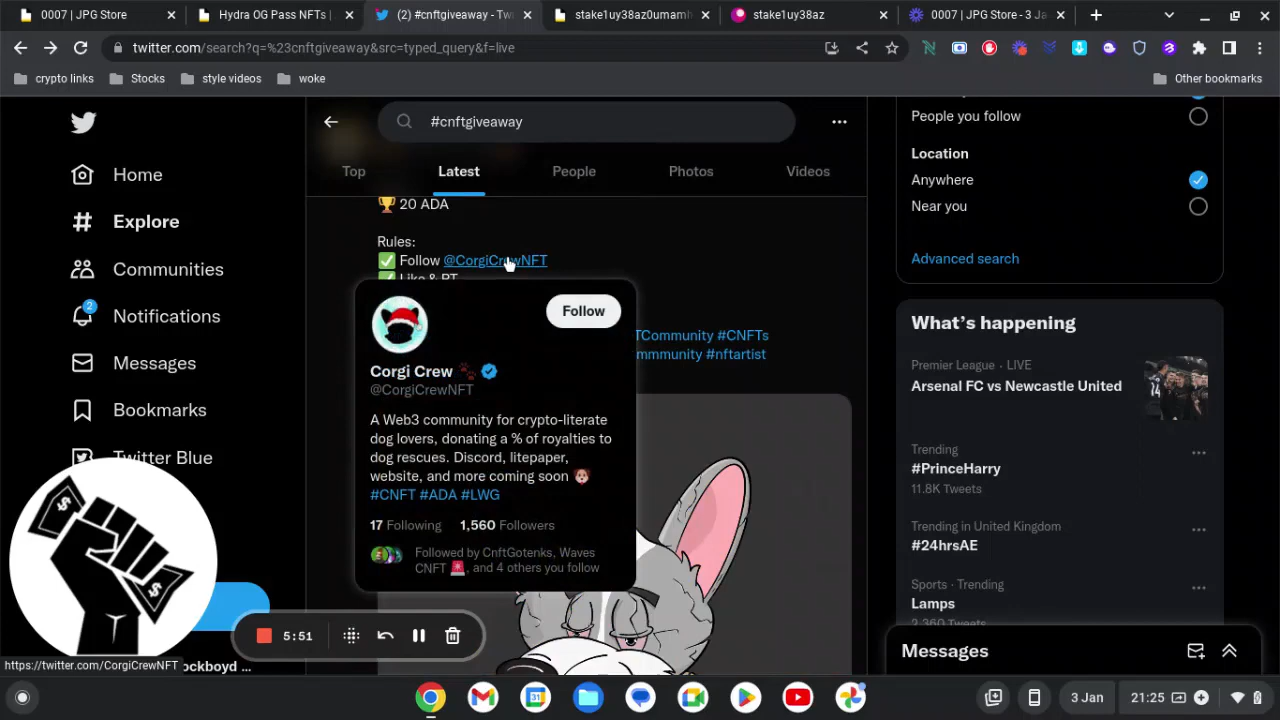 0007 | JPG Store
Hydra OG Pass NFTs |
(2) #cnftgiveaway - Tw
stake1uy38az0umamh
stake1uy38az
0007 | JPG Store - 3 Ja
twitter.com/search?q=%23cnftgiveaway&src=typed_query&f=live
crypto links
Stocks
style videos
woke
Other bookmarks
Home
Explore
Communities
Notifications
2
Messages
Bookmarks
Twitter Blue
ockboyd ...
#cnftgiveaway
Top
Latest
People
Photos
Videos
20 ADA
Rules:
Follow @CorgiCrewNFT
Like & RT
TCommunity #CNFTs
mmunity #nftartist
Follow
Corgi Crew
@CorgiCrewNFT
A Web3 community for crypto-literate
dog lovers, donating a % of royalties to
dog rescues. Discord, litepaper,
website, and more coming soon
#CNFT #ADA #LWG
17 Following 1,560 Followers
Followed by CnftGotenks, Waves
CNFT 🚨, and 4 others you follow
People you follow
Location
Anywhere
Near you
Advanced search
What's happening
Premier League · LIVE
Arsenal FC vs Newcastle United
Trending
#PrinceHarry
11.8K Tweets
Trending in United Kingdom
#24hrsAE
Sports · Trending
Lamps
2,360 Tweets
Messages
5:51
https://twitter.com/CorgiCrewNFT
3 Jan
21:25